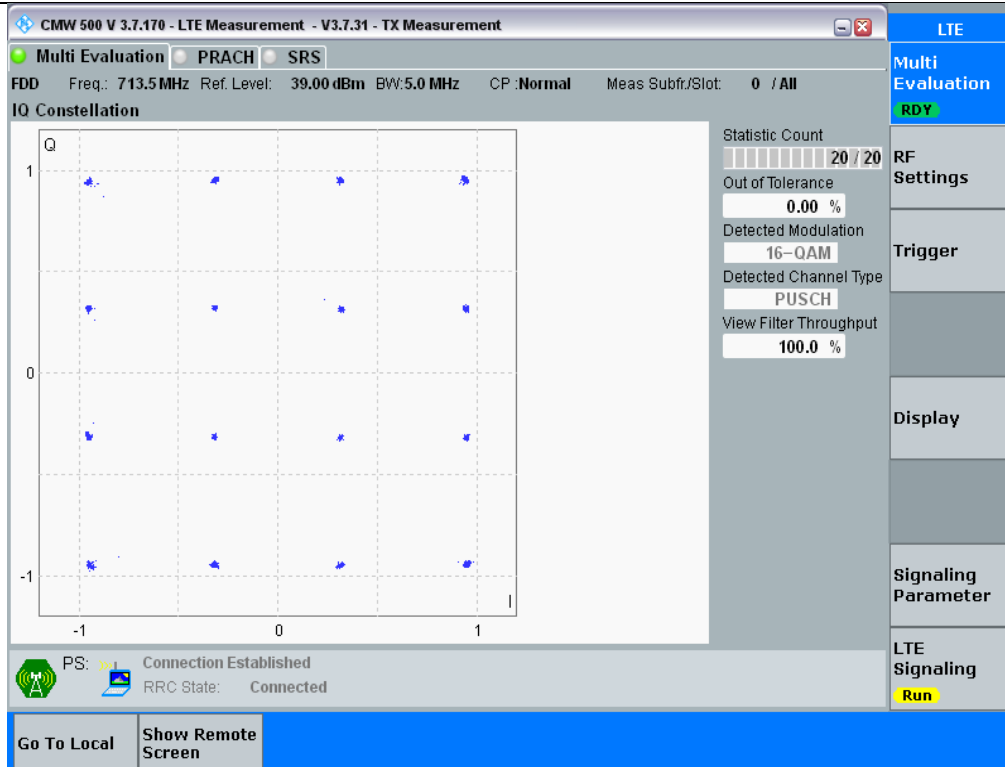 CMW 500 V 3.7.170 - LTE Measurement  - V3.7.31 - TX Measurement
LTE
Multi Evaluation PRACH SRS
FDD Freq.: 713.5 MHz Ref. Level: 39.00 dBm BW:5.0 MHz CP :Normal Meas Subfr./Slot: 0 / All
IQ Constellation
Q
1
0
-1
-1 0 1
I
Statistic Count
20 / 20
Out of Tolerance
0.00 %
Detected Modulation
16-QAM
Detected Channel Type
PUSCH
View Filter Throughput
100.0 %
Multi
Evaluation
RDY
RF
Settings
Trigger
Display
Signaling
Parameter
LTE
Signaling
Run
PS: Connection Established
RRC State: Connected
Go To Local
Show Remote
Screen